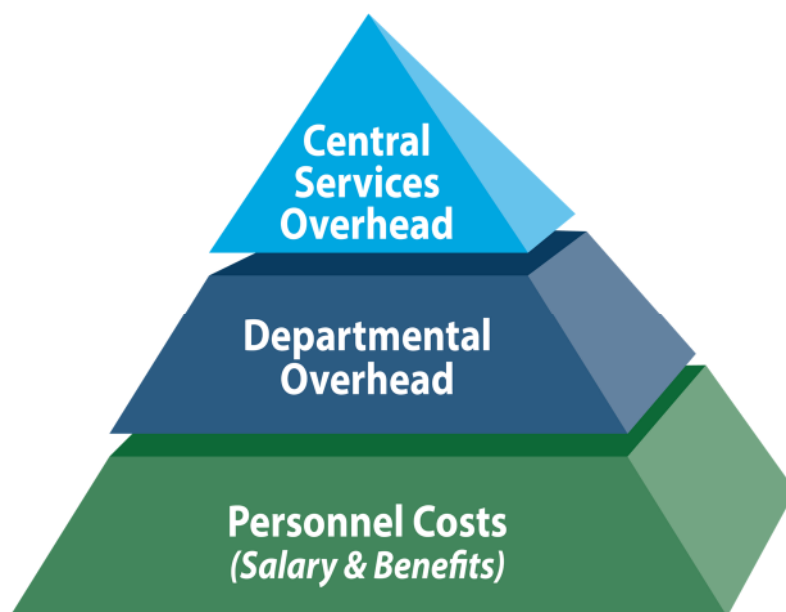 Central
Services
Overhead
Departmental
Overhead
Personnel Costs
(Salary & Benefits)